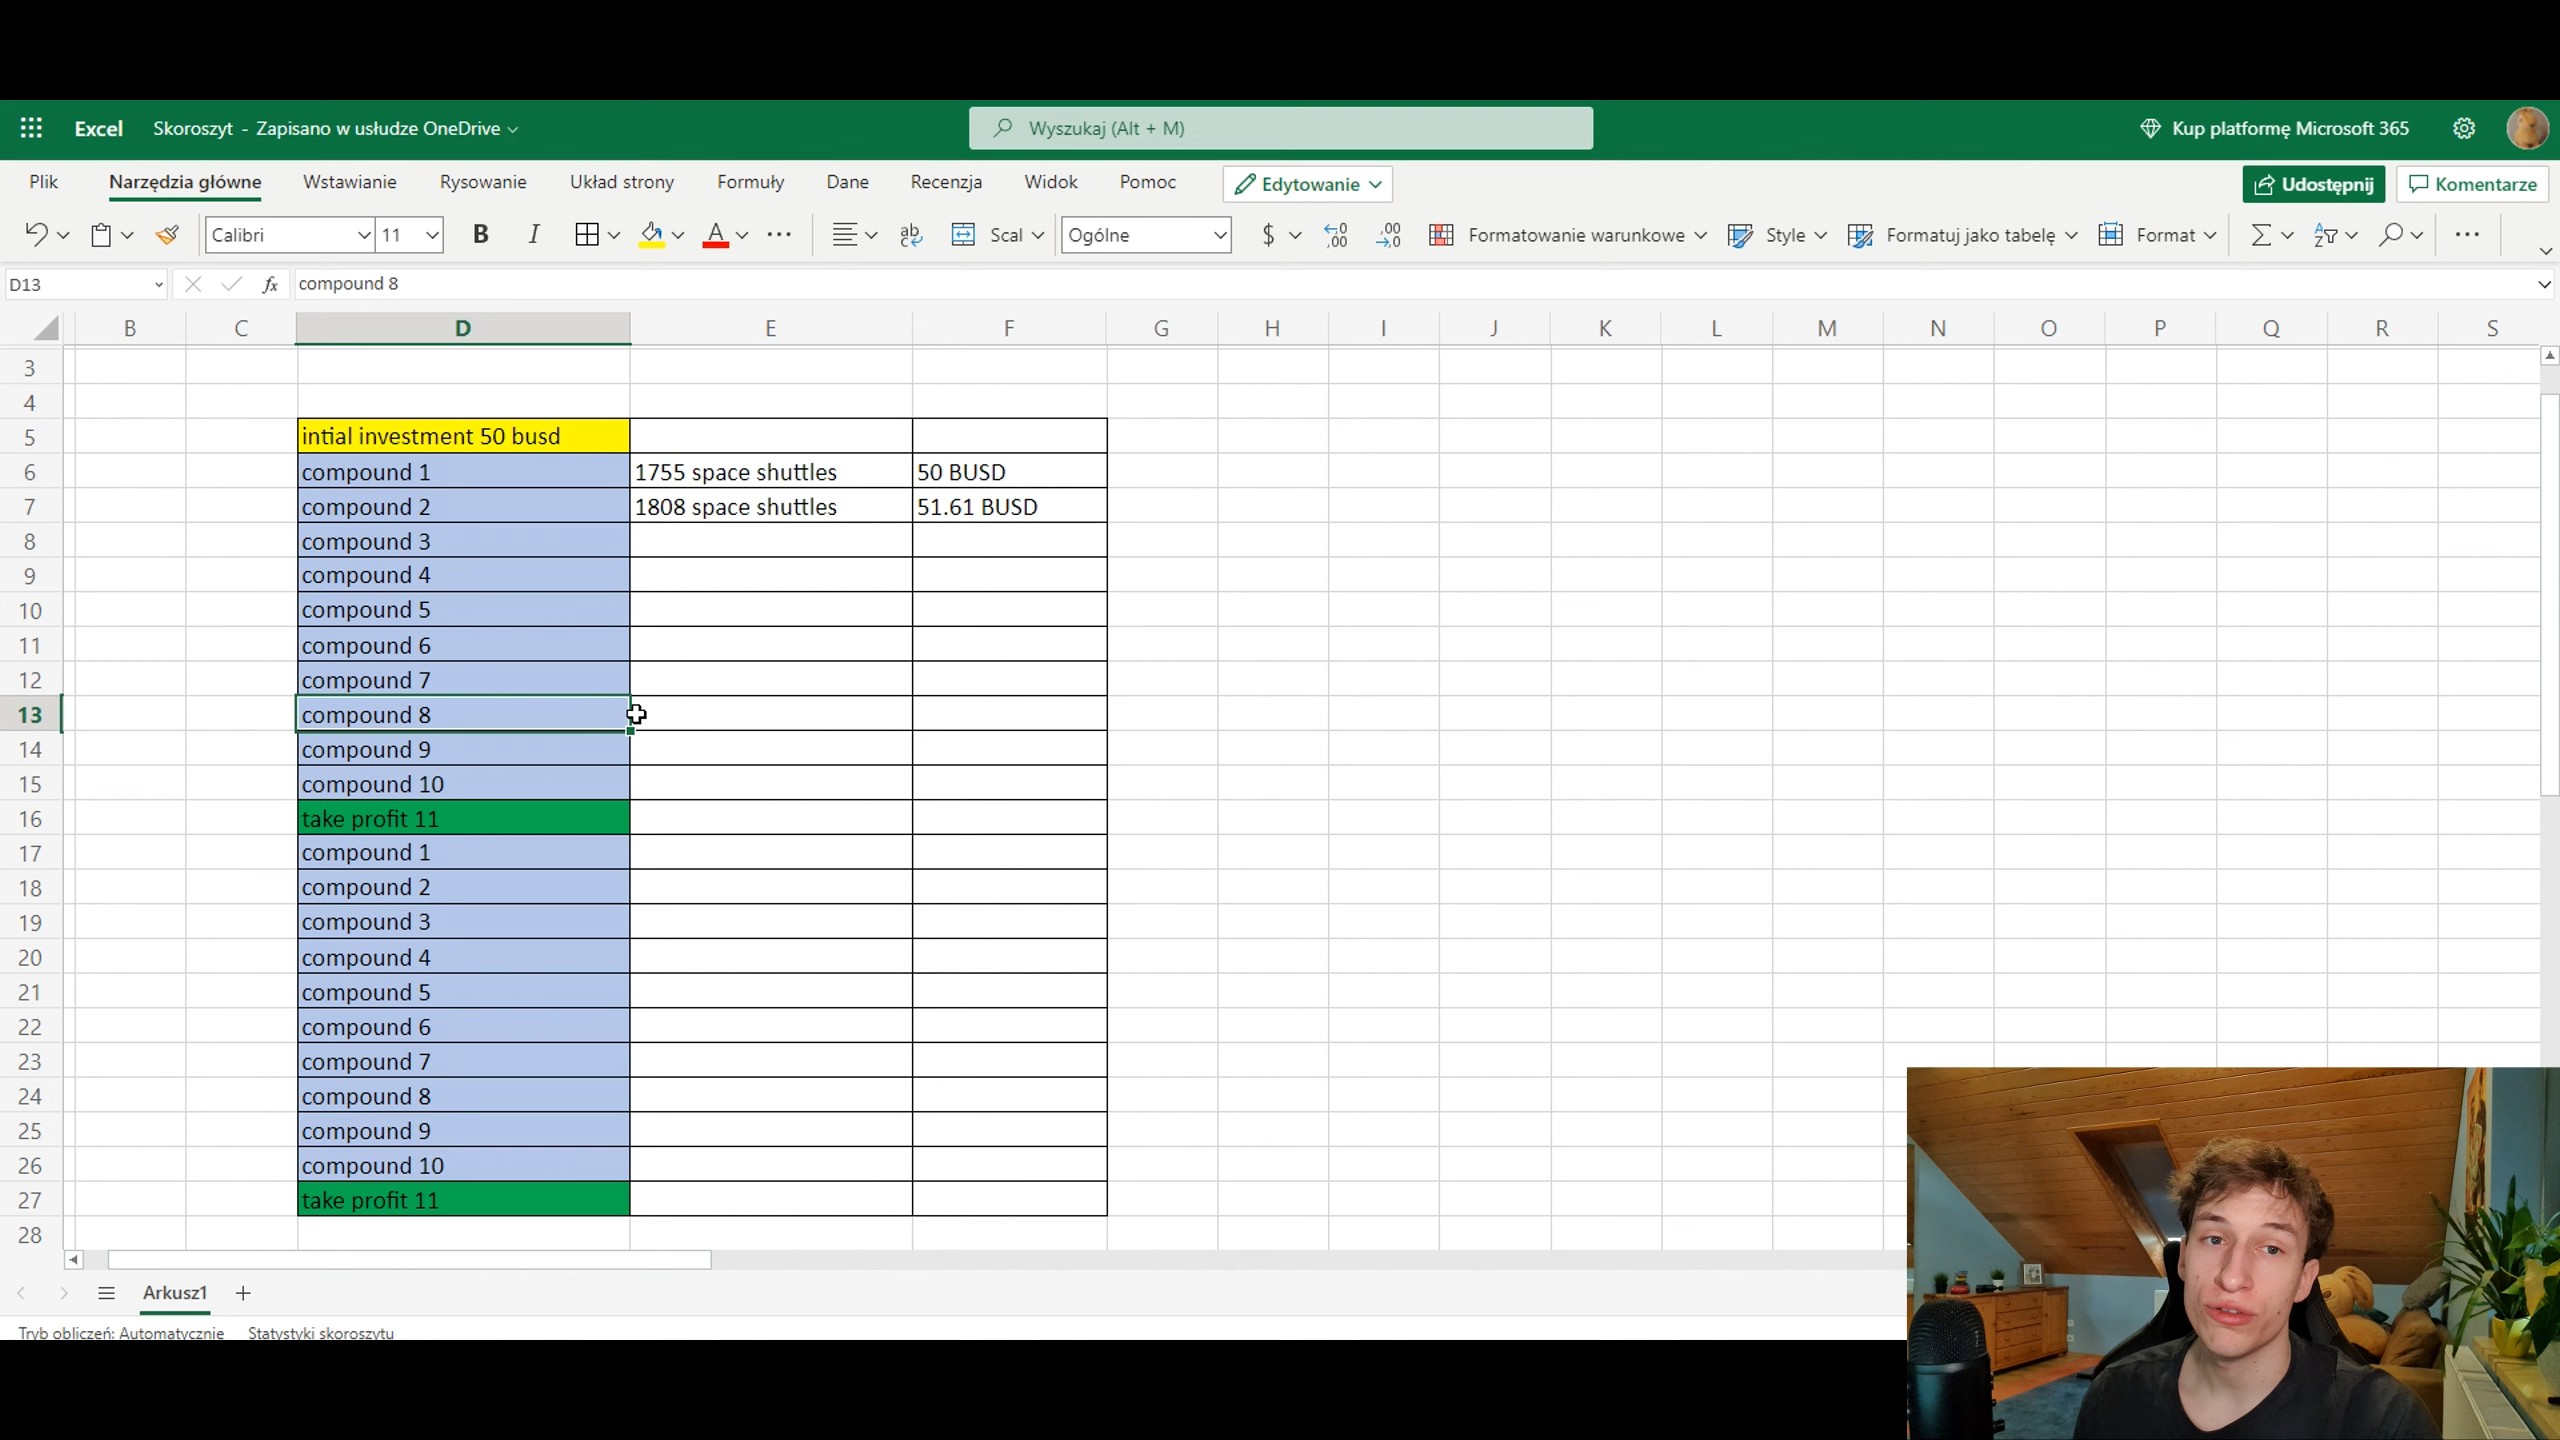 Excel Skoroszyt - Zapisano w usłudze OneDrive Wyszukaj (Alt + M) Kup platformę Microsoft 365
Plik Narzędzia główne Wstawianie Rysowanie Układ strony Formuły Dane Recenzja Widok Pomoc Edytowanie Udostępnij Komentarze
Calibri 11 B I A ab Scal Ogólne $ Formatowanie warunkowe Style Formatuj jako tabelę Format
D13 fx compound 8
B C D E F G H I J K L M N O P Q R S
3
4
5 intial investment 50 busd
6 compound 1 1755 space shuttles 50 BUSD
7 compound 2 1808 space shuttles 51.61 BUSD
8 compound 3
9 compound 4
10 compound 5
11 compound 6
12 compound 7
13 compound 8
14 compound 9
15 compound 10
16 take profit 11
17 compound 1
18 compound 2
19 compound 3
20 compound 4
21 compound 5
22 compound 6
23 compound 7
24 compound 8
25 compound 9
26 compound 10
27 take profit 11
28
Arkusz1
Tryb obliczeń: Automatycznie Statystyki skoroszytu